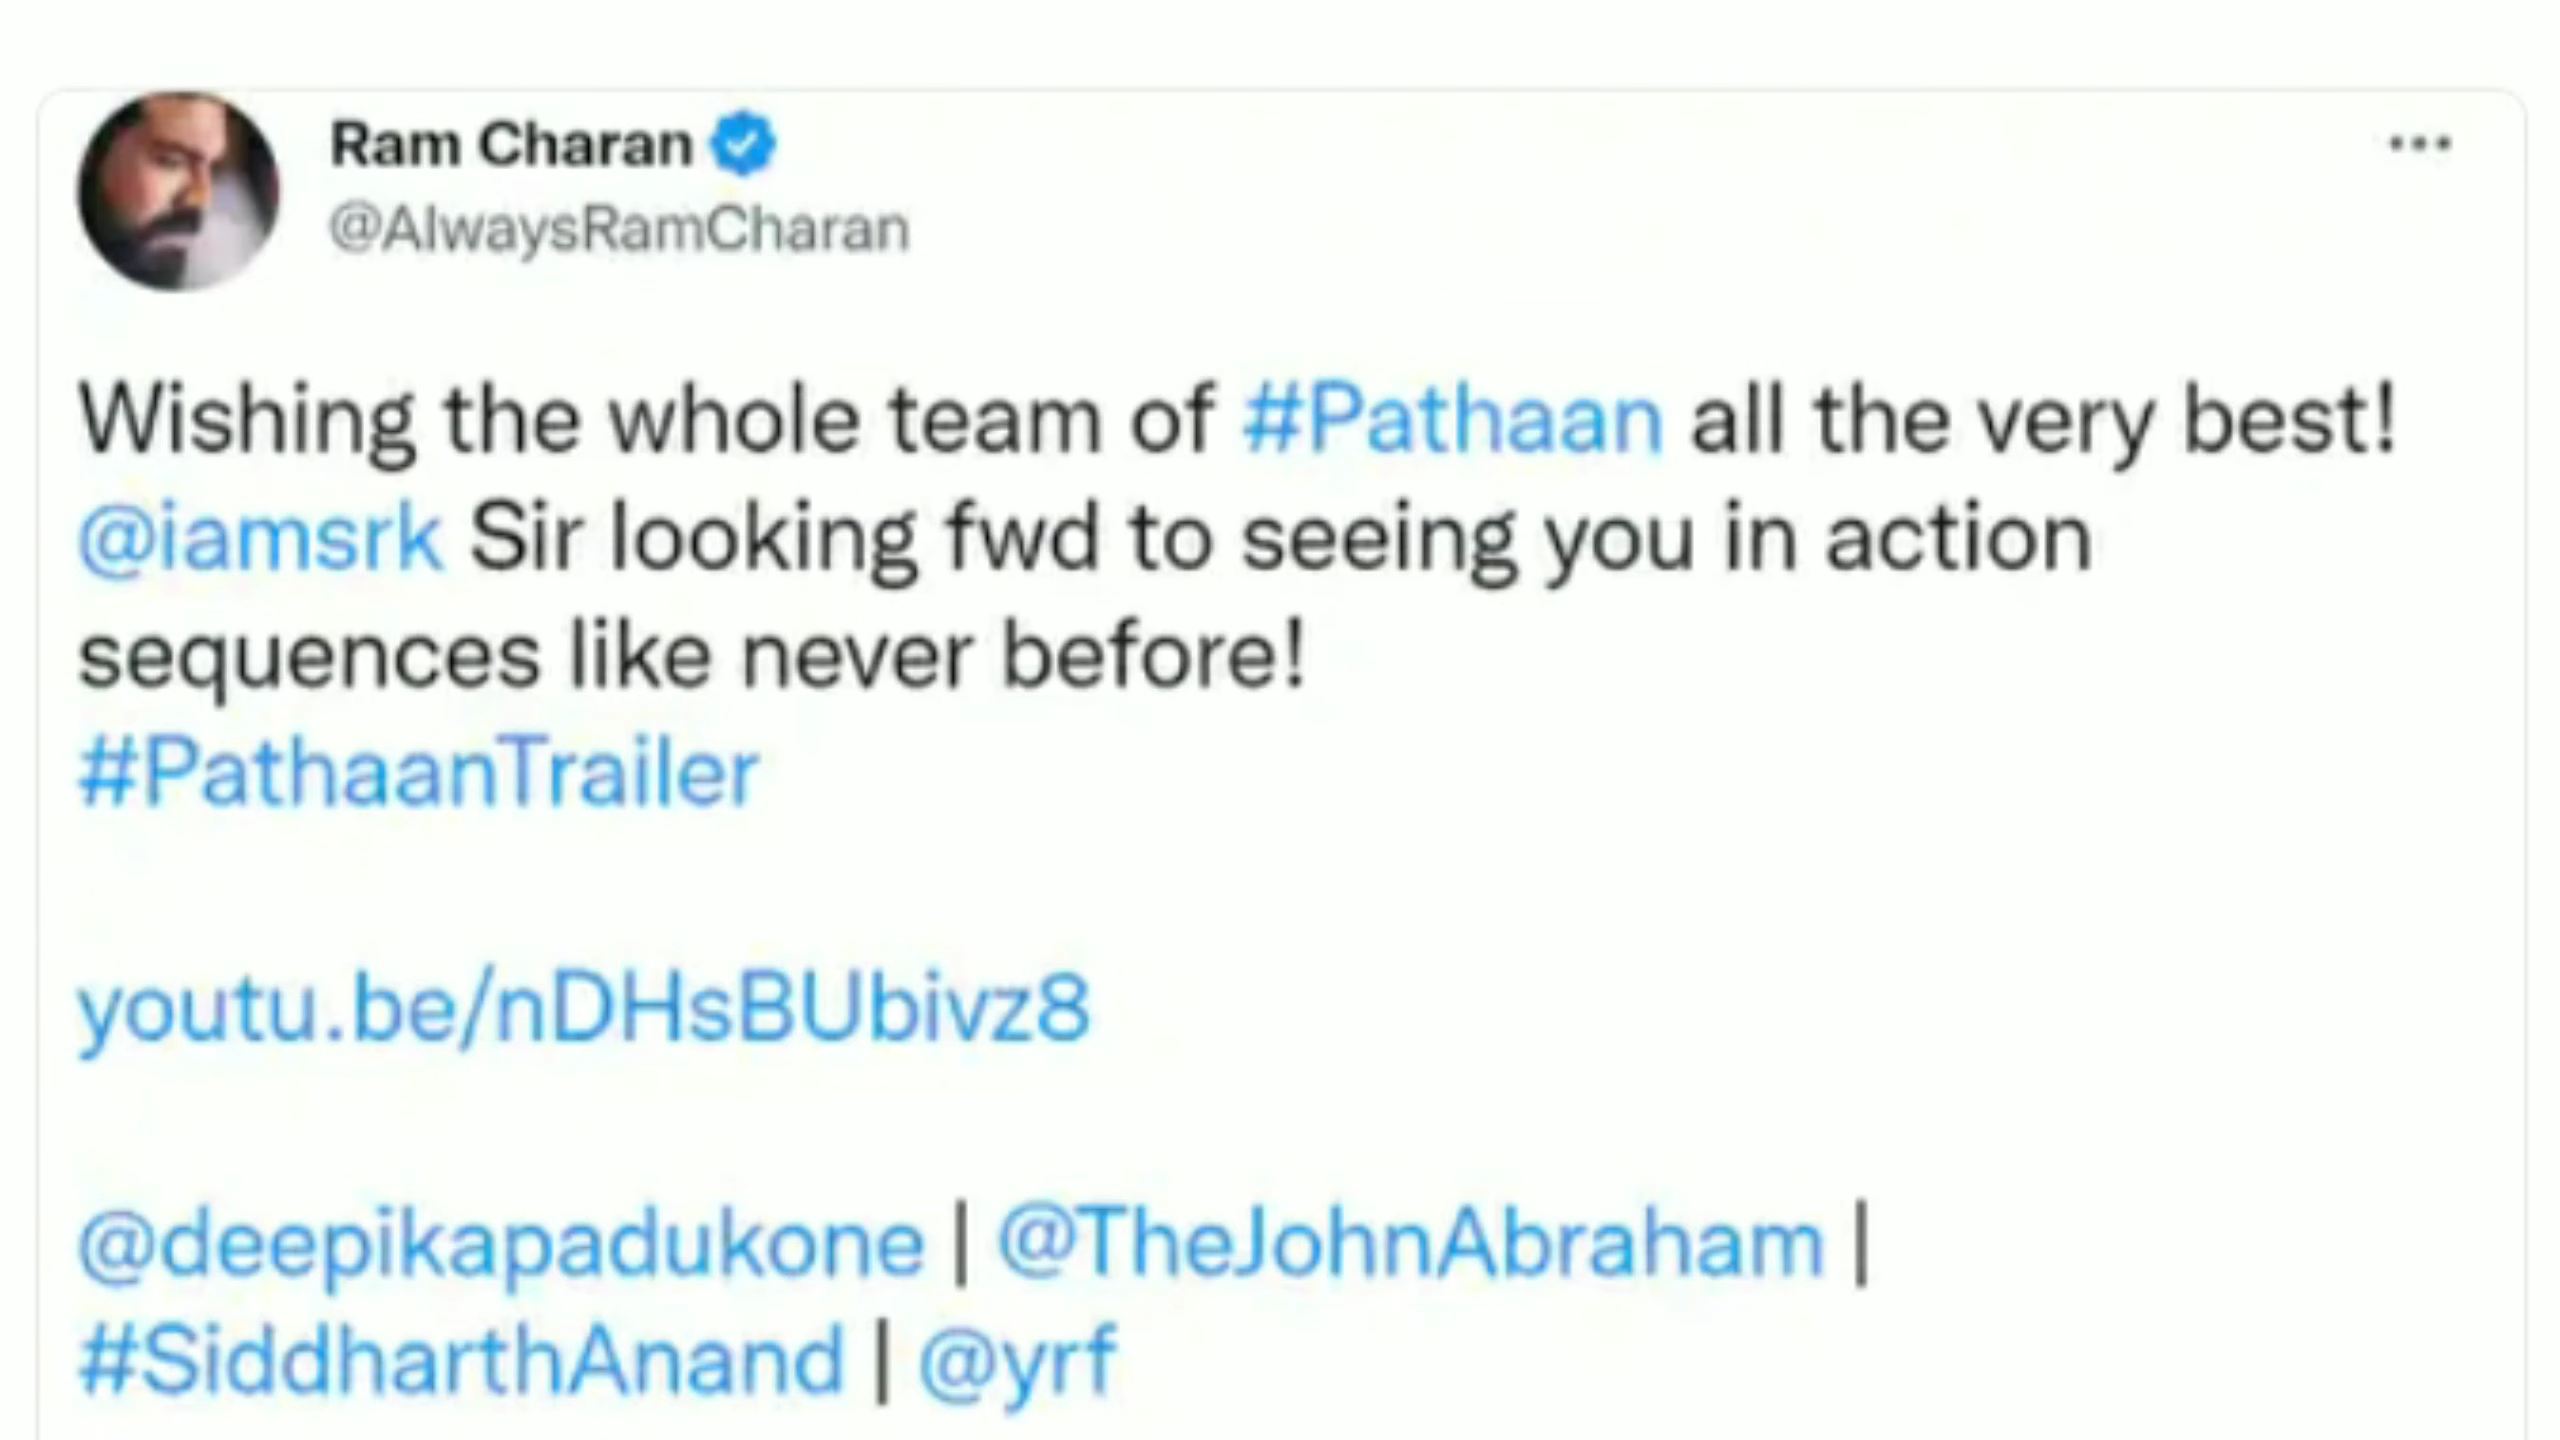 Ram Charan
@AlwaysRamCharan
Wishing the whole team of #Pathaan all the very best!
@iamsrk Sir looking fwd to seeing you in action
sequences like never before!
#PathaanTrailer
youtu.be/nDHsBUbivz8
@deepikapadukone | @TheJohnAbraham |
#SiddharthAnand | @yrf